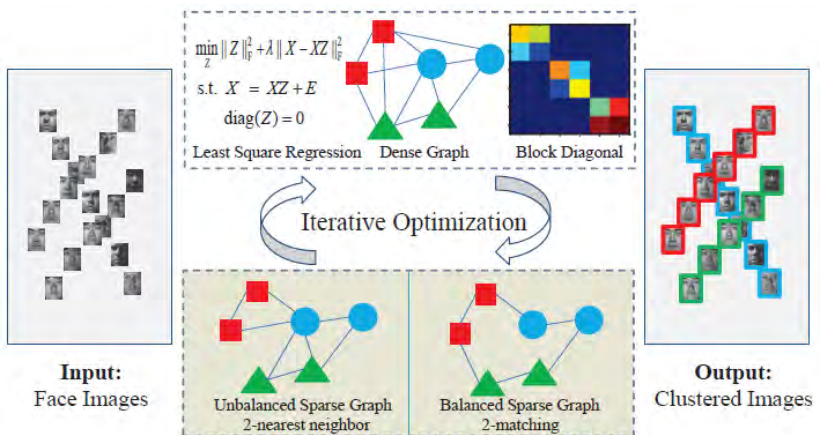 min ‖ Z ‖²_F + λ ‖ X − XZ ‖²_F
Z
s.t. X = XZ + E
diag(Z) = 0
Least Square Regression
Dense Graph
Block Diagonal
Iterative Optimization
Input:
Face Images
Unbalanced Sparse Graph
2-nearest neighbor
Balanced Sparse Graph
2-matching
Output:
Clustered Images